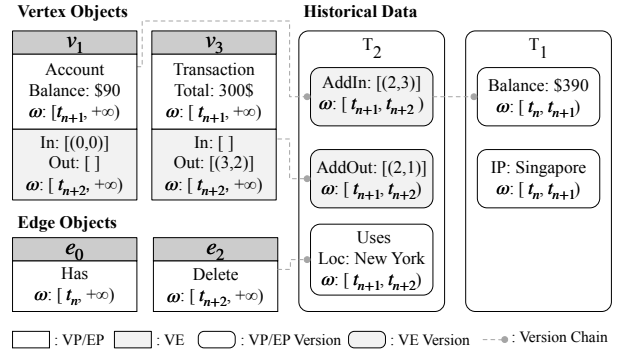 Vertex Objects
Historical Data
v1
Account
Balance: $90
ω: [tn+1, +∞)
In: [(0,0)]
Out: [ ]
ω: [tn+2, +∞)
v3
Transaction
Total: 300$
ω: [ tn+1, +∞)
In: [ ]
Out: [(3,2)]
ω: [ tn+2, +∞)
T2
AddIn: [(2,3)]
ω: [ tn+1, tn+2 )
AddOut: [(2,1)]
ω: [ tn+1, tn+2)
Uses
Loc: New York
ω: [ tn+1, tn+2)
T1
Balance: $390
ω: [ tn, tn+1)
IP: Singapore
ω: [ tn, tn+1)
Edge Objects
e0
Has
ω: [ tn, +∞)
e2
Delete
ω: [ tn+2, +∞)
: VP/EP : VE : VP/EP Version : VE Version : Version Chain